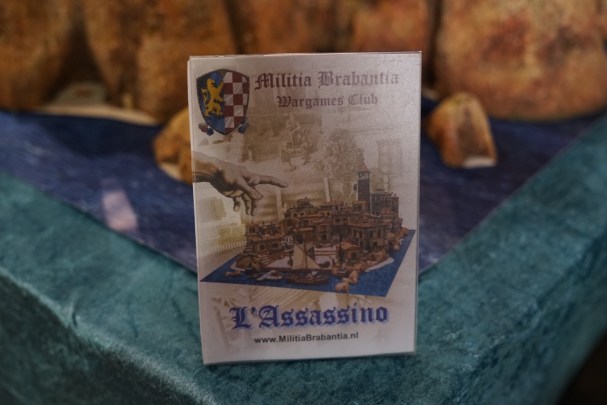 Militia Brabantia
Wargames Club
L'Assassino
www.MilitiaBrabantia.nl